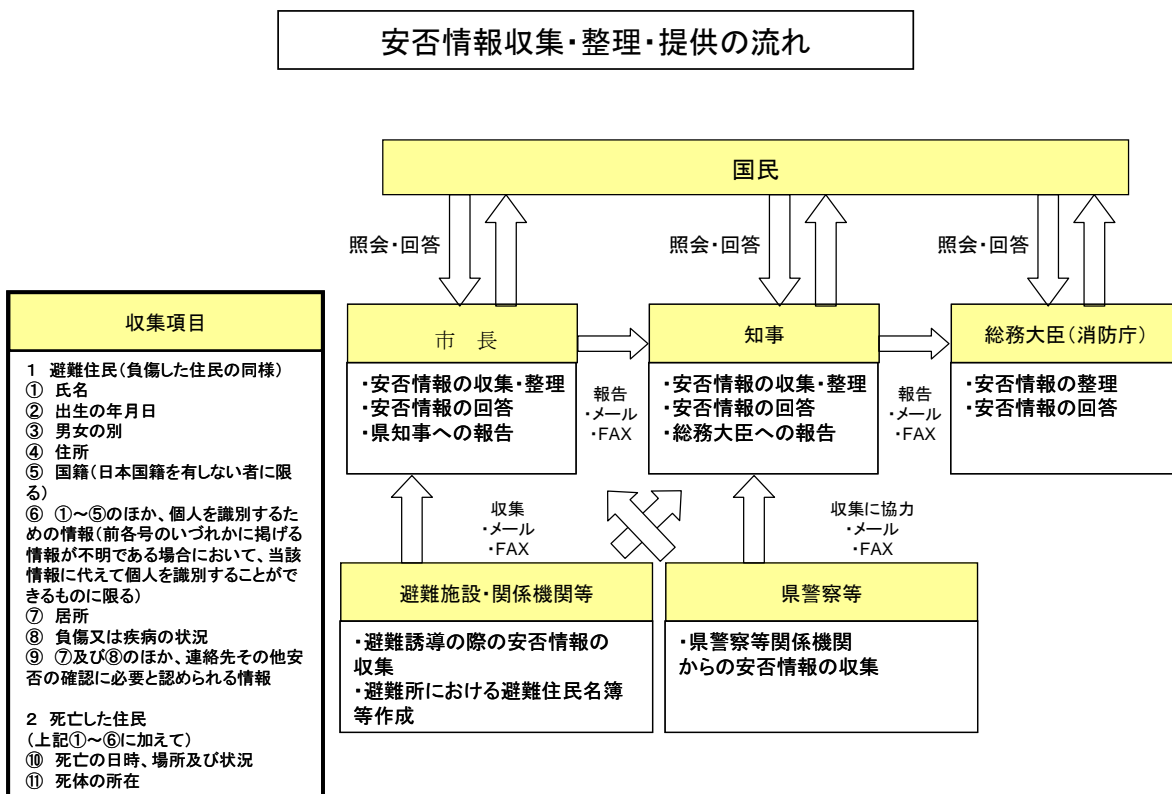 安否情報収集・整理・提供の流れ
国民
照会・回答
照会・回答
照会・回答
収集項目
1 避難住民(負傷した住民の同様)
① 氏名
② 出生の年月日
③ 男女の別
④ 住所
⑤ 国籍(日本国籍を有しない者に限
る)
⑥ ①～⑤のほか、個人を識別するた
めの情報(前各号のいづれかに掲げる
情報が不明である場合において、当該
情報に代えて個人を識別することがで
きるものに限る)
⑦ 居所
⑧ 負傷又は疾病の状況
⑨ ⑦及び⑧のほか、連絡先その他安
否の確認に必要と認められる情報
2 死亡した住民
(上記①～⑥に加えて)
⑩ 死亡の日時、場所及び状況
⑪ 死体の所在
市 長
・安否情報の収集・整理
・安否情報の回答
・県知事への報告
報告
・メール
・FAX
知事
・安否情報の収集・整理
・安否情報の回答
・総務大臣への報告
報告
・メール
・FAX
総務大臣(消防庁)
・安否情報の整理
・安否情報の回答
収集
・メール
・FAX
収集に協力
・メール
・FAX
避難施設・関係機関等
・避難誘導の際の安否情報の
収集
・避難所における避難住民名簿
等作成
県警察等
・県警察等関係機関
からの安否情報の収集